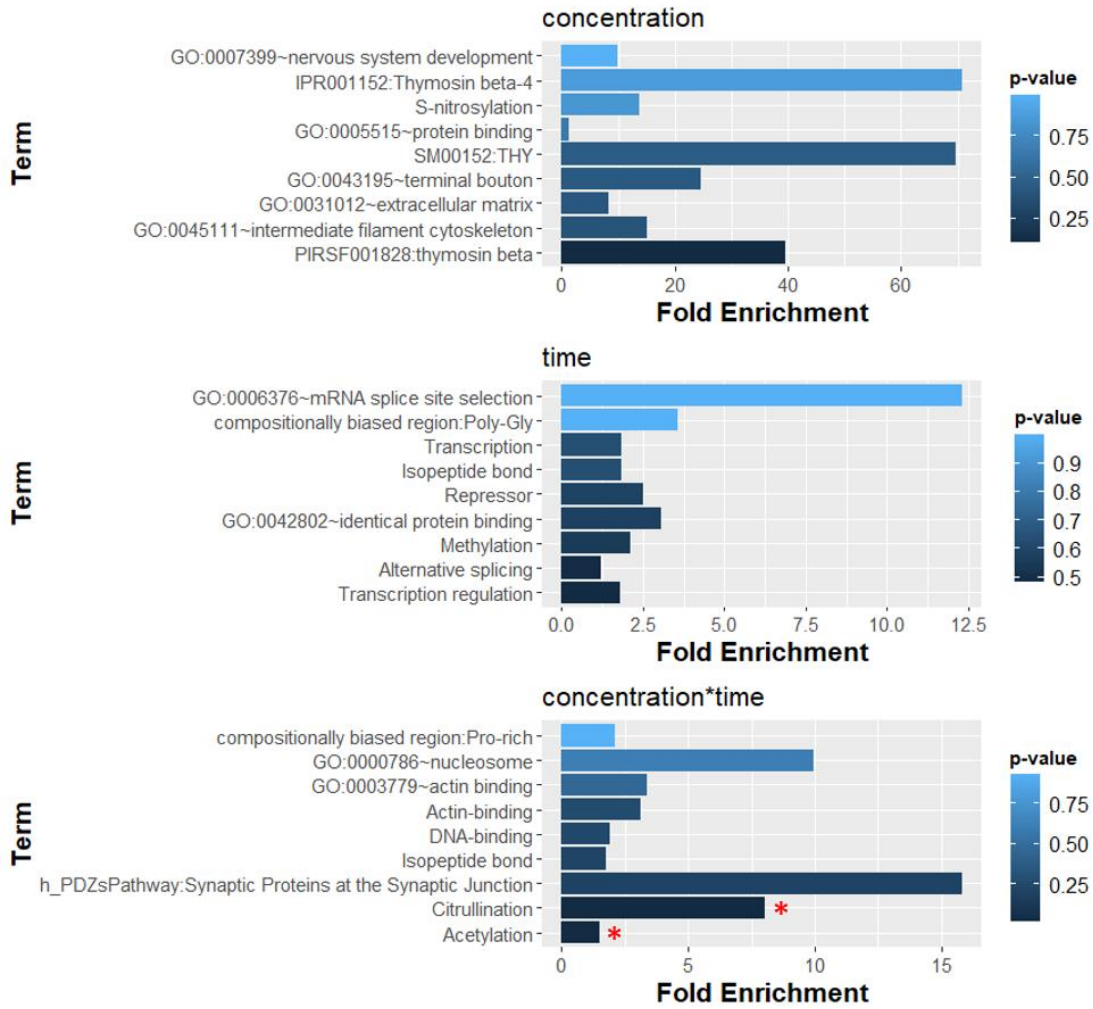 concentration
GO:0007399~nervous system development
IPR001152:Thymosin beta-4
S-nitrosylation
GO:0005515~protein binding
SM00152:THY
GO:0043195~terminal bouton
GO:0031012~extracellular matrix
GO:0045111~intermediate filament cytoskeleton
PIRSF001828:thymosin beta
Term
0 20 40 60
Fold Enrichment
p-value
0.75
0.50
0.25
time
GO:0006376~mRNA splice site selection
compositionally biased region:Poly-Gly
Transcription
Isopeptide bond
Repressor
GO:0042802~identical protein binding
Methylation
Alternative splicing
Transcription regulation
Term
0.0 2.5 5.0 7.5 10.0 12.5
Fold Enrichment
p-value
0.9
0.8
0.7
0.6
0.5
concentration*time
compositionally biased region:Pro-rich
GO:0000786~nucleosome
GO:0003779~actin binding
Actin-binding
DNA-binding
Isopeptide bond
h_PDZsPathway:Synaptic Proteins at the Synaptic Junction
Citrullination *
Acetylation *
Term
0 5 10 15
Fold Enrichment
p-value
0.75
0.50
0.25